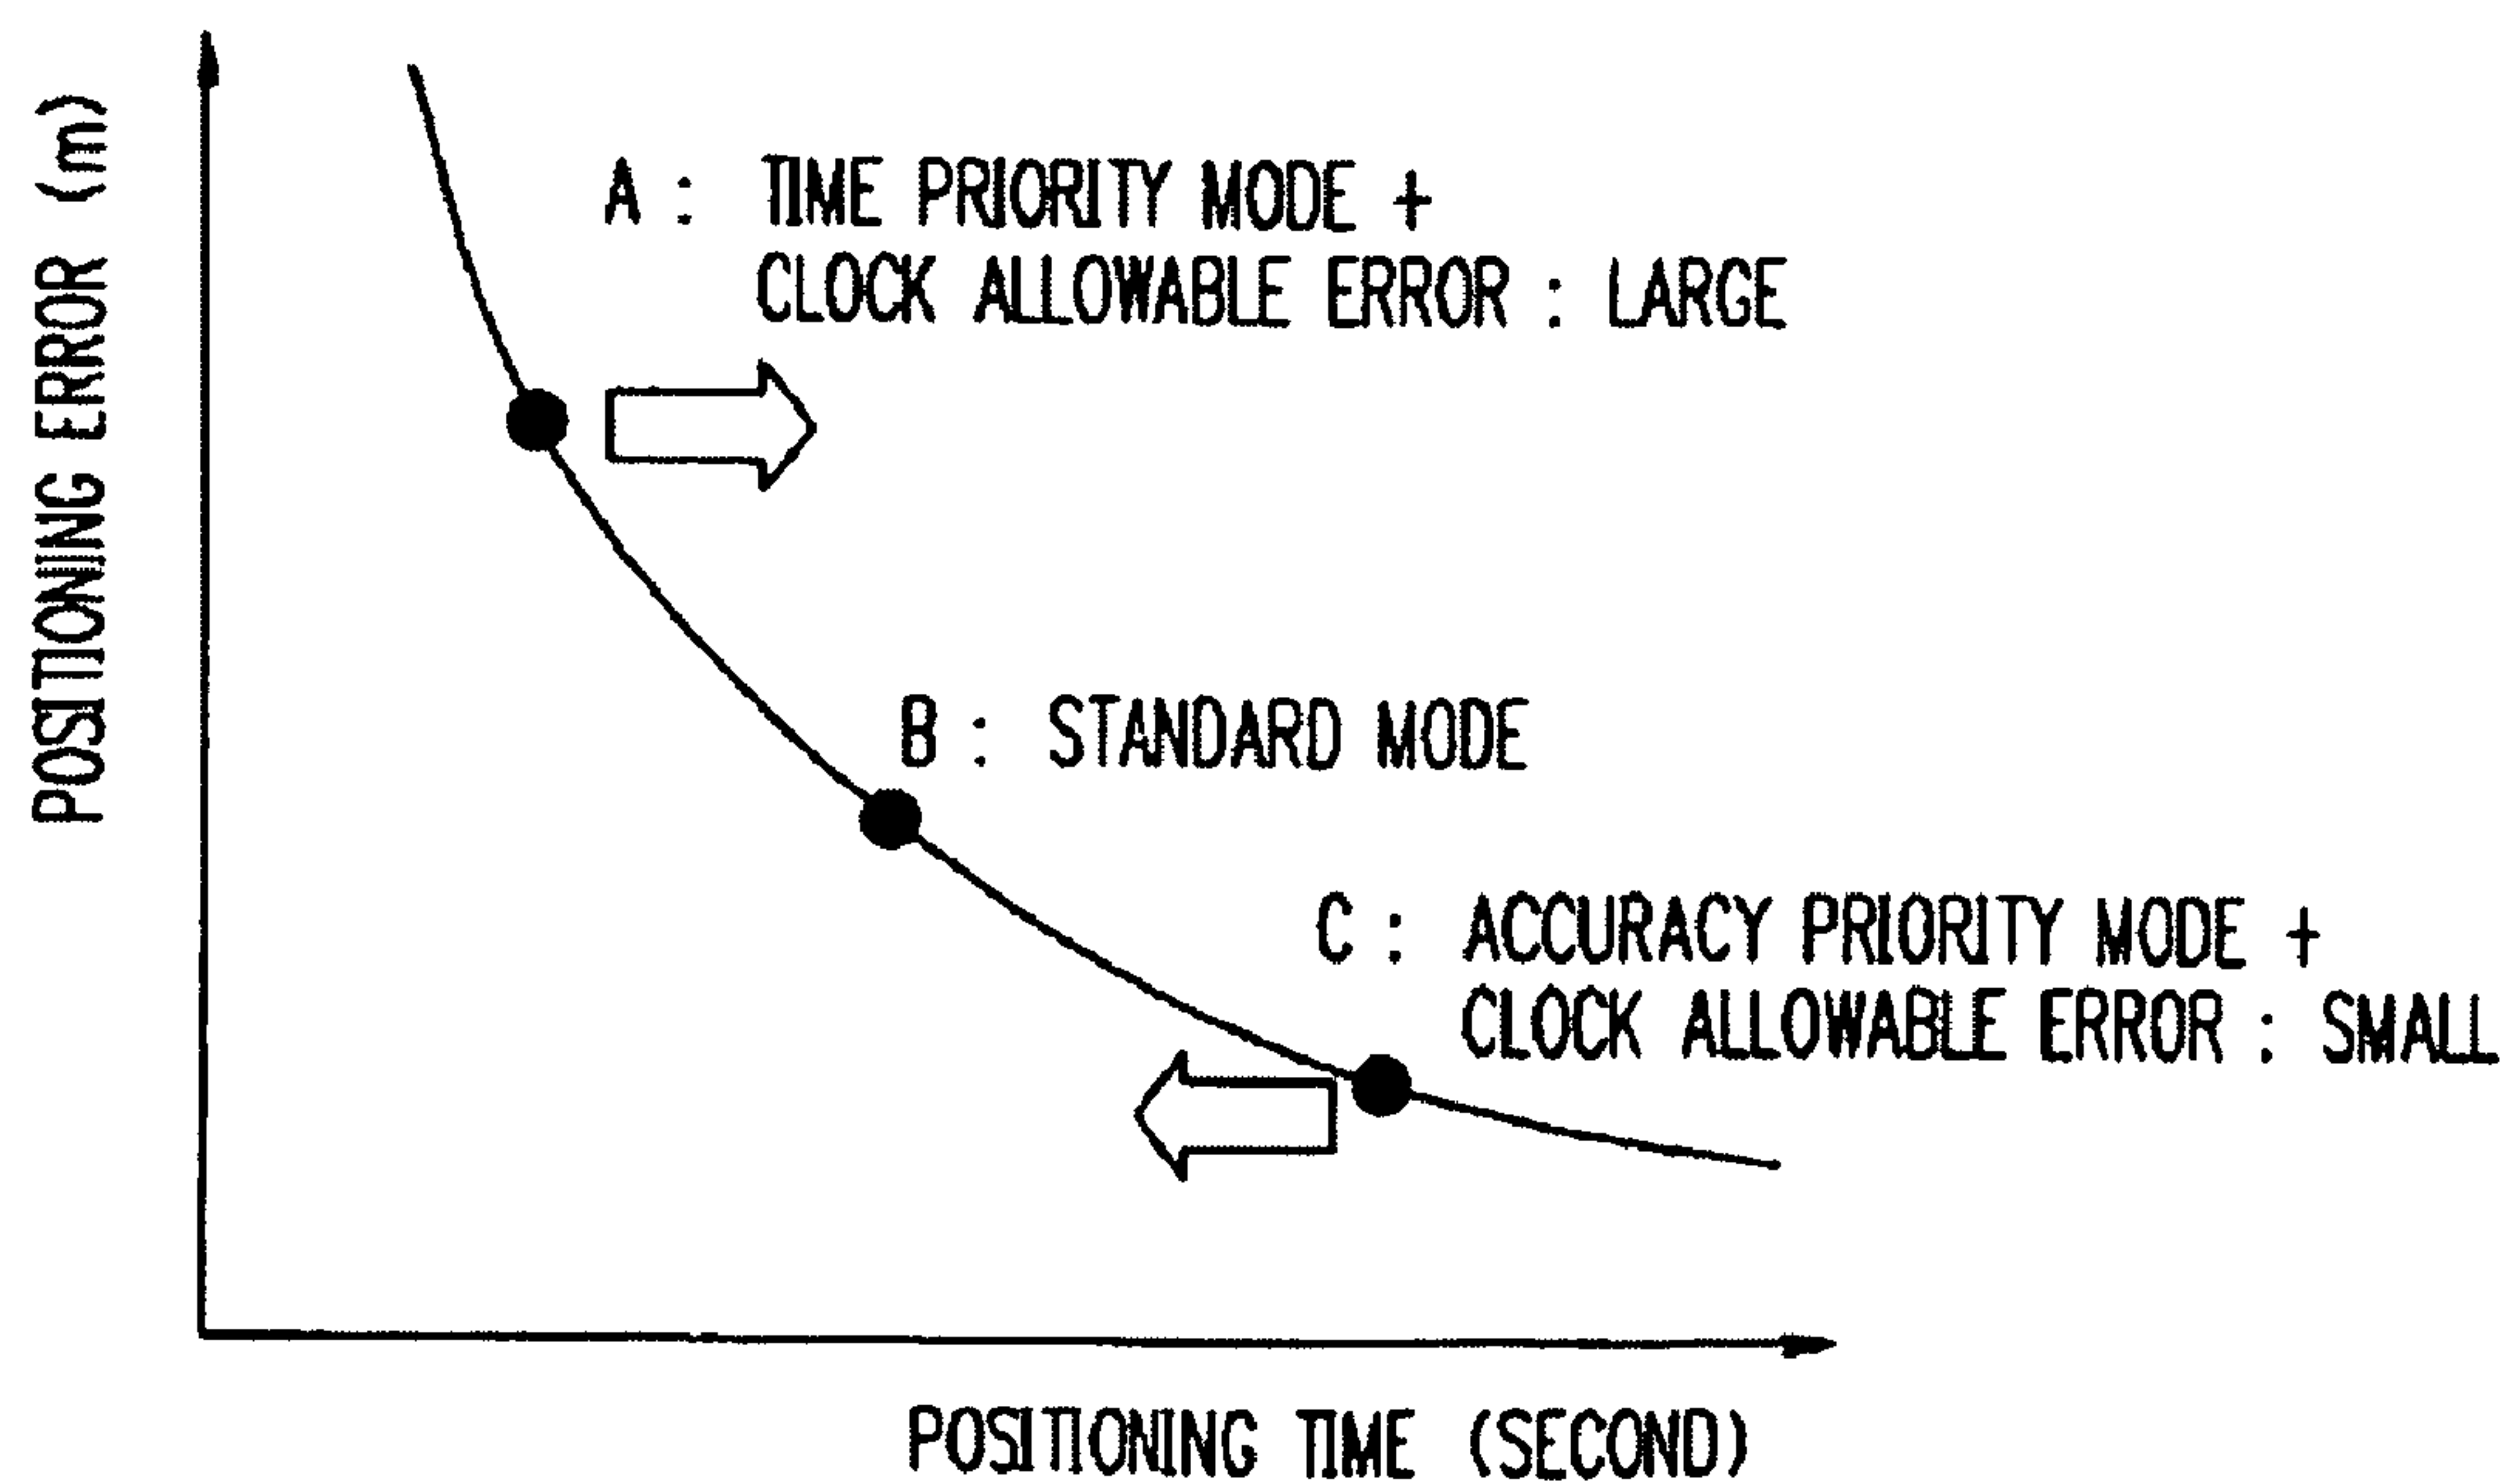 POSITIONING ERROR (m)
A : TIME PRIORITY MODE +
CLOCK ALLOWABLE ERROR : LARGE
B : STANDARD MODE
C : ACCURACY PRIORITY MODE +
CLOCK ALLOWABLE ERROR : SMALL
POSITIONING TIME (SECOND)